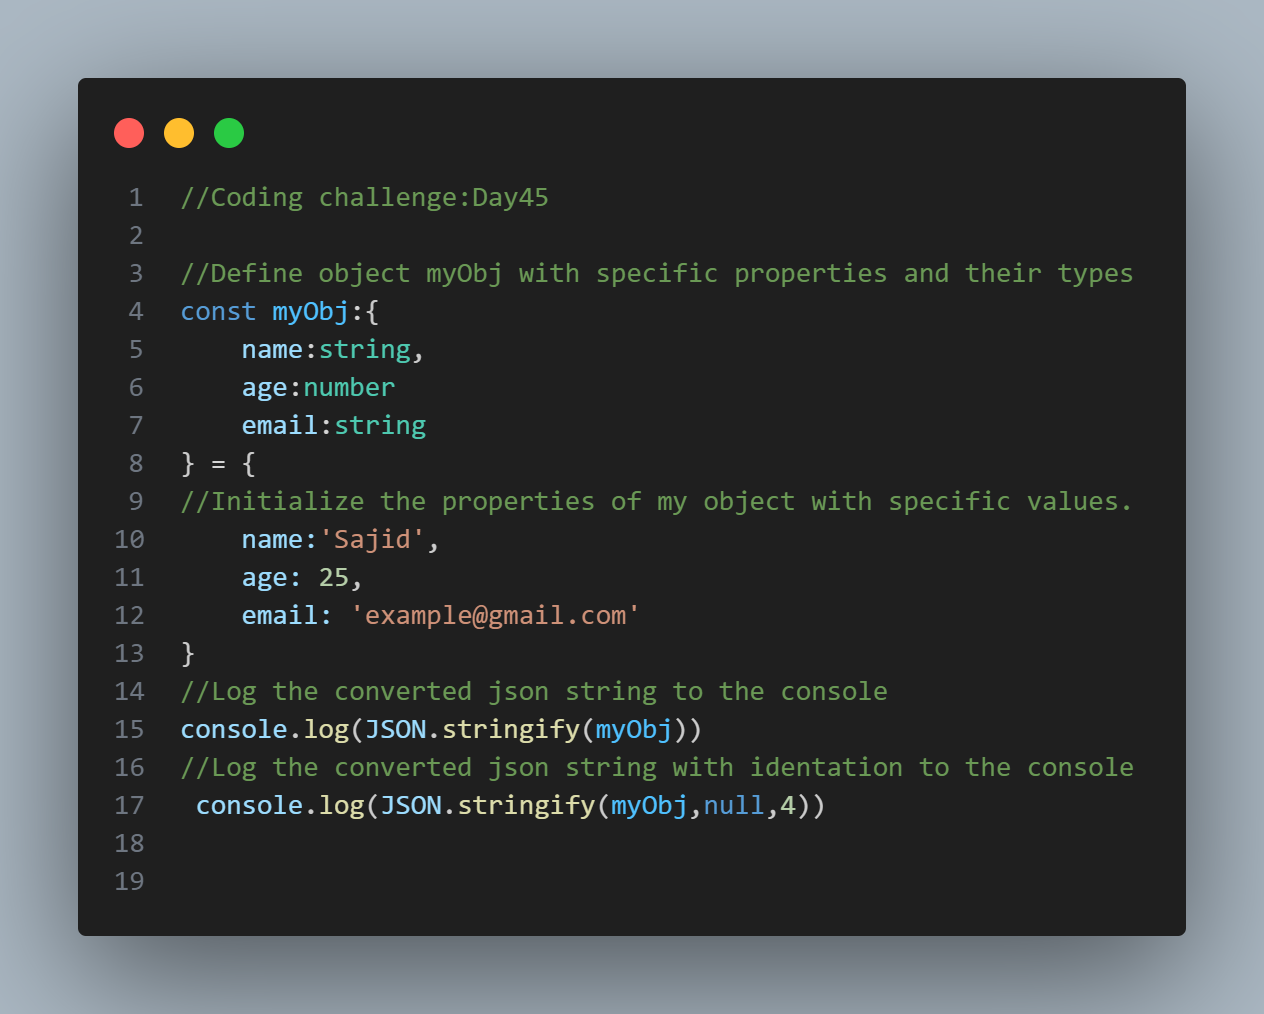 1 //Coding challenge:Day45
2
3 //Define object myObj with specific properties and their types
4 const myObj:{
5     name:string,
6     age:number
7     email:string
8 } = {
9 //Initialize the properties of my object with specific values.
10     name:'Sajid',
11     age: 25,
12     email: 'example@gmail.com'
13 }
14 //Log the converted json string to the console
15 console.log(JSON.stringify(myObj))
16 //Log the converted json string with identation to the console
17  console.log(JSON.stringify(myObj,null,4))
18
19